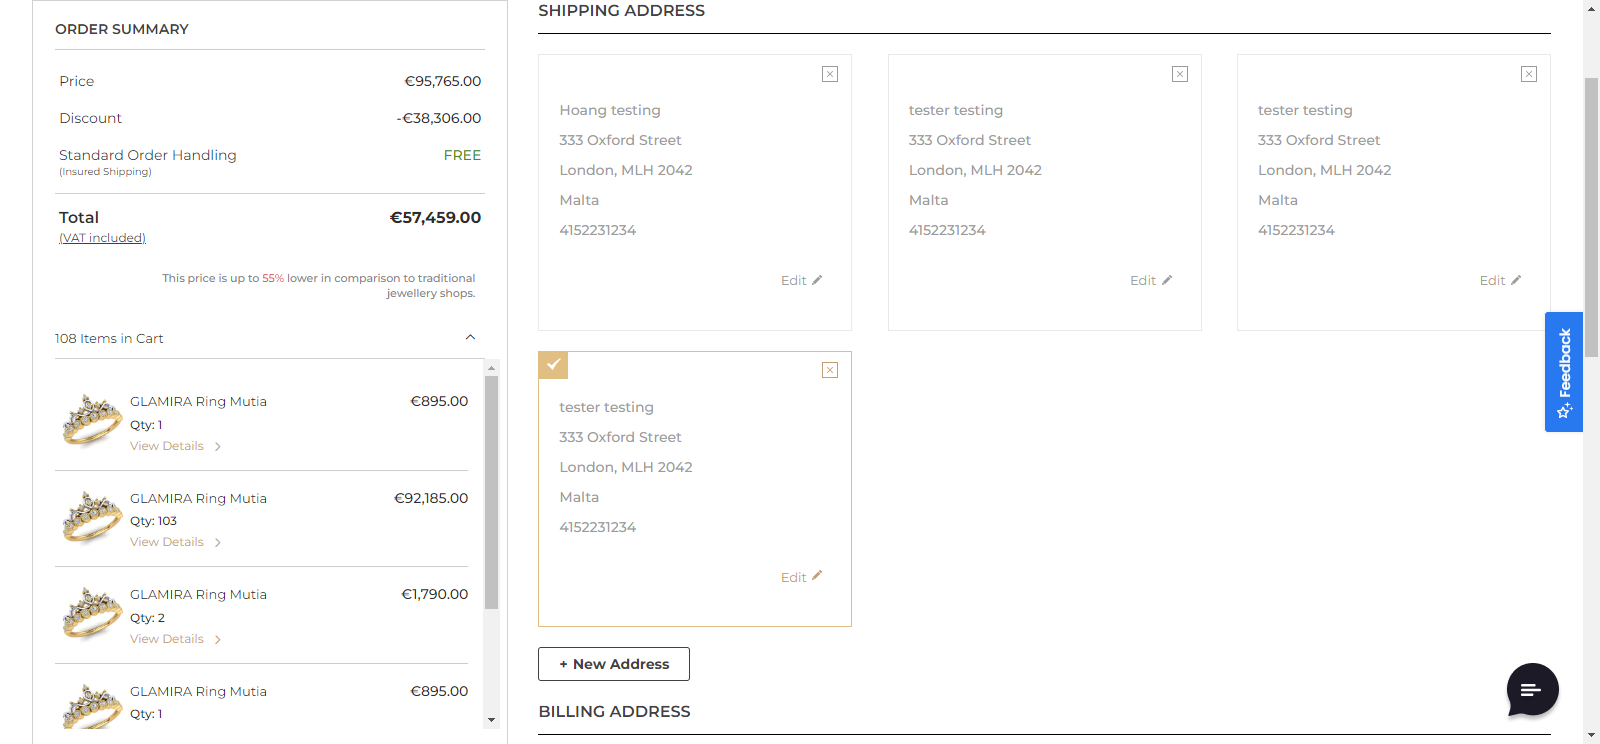 ORDER SUMMARY
Price €95,765.00
Discount -€38,306.00
Standard Order Handling FREE
(Insured Shipping)
Total €57,459.00
(VAT included)
This price is up to 55% lower in comparison to traditional
jewellery shops.
108 Items in Cart
GLAMIRA Ring Mutia €895.00
Qty: 1
View Details
GLAMIRA Ring Mutia €92,185.00
Qty: 103
View Details
GLAMIRA Ring Mutia €1,790.00
Qty: 2
View Details
GLAMIRA Ring Mutia €895.00
Qty: 1
SHIPPING ADDRESS
Hoang testing
333 Oxford Street
London, MLH 2042
Malta
4152231234
Edit
tester testing
333 Oxford Street
London, MLH 2042
Malta
4152231234
Edit
tester testing
333 Oxford Street
London, MLH 2042
Malta
4152231234
Edit
tester testing
333 Oxford Street
London, MLH 2042
Malta
4152231234
Edit
+ New Address
BILLING ADDRESS
Feedback